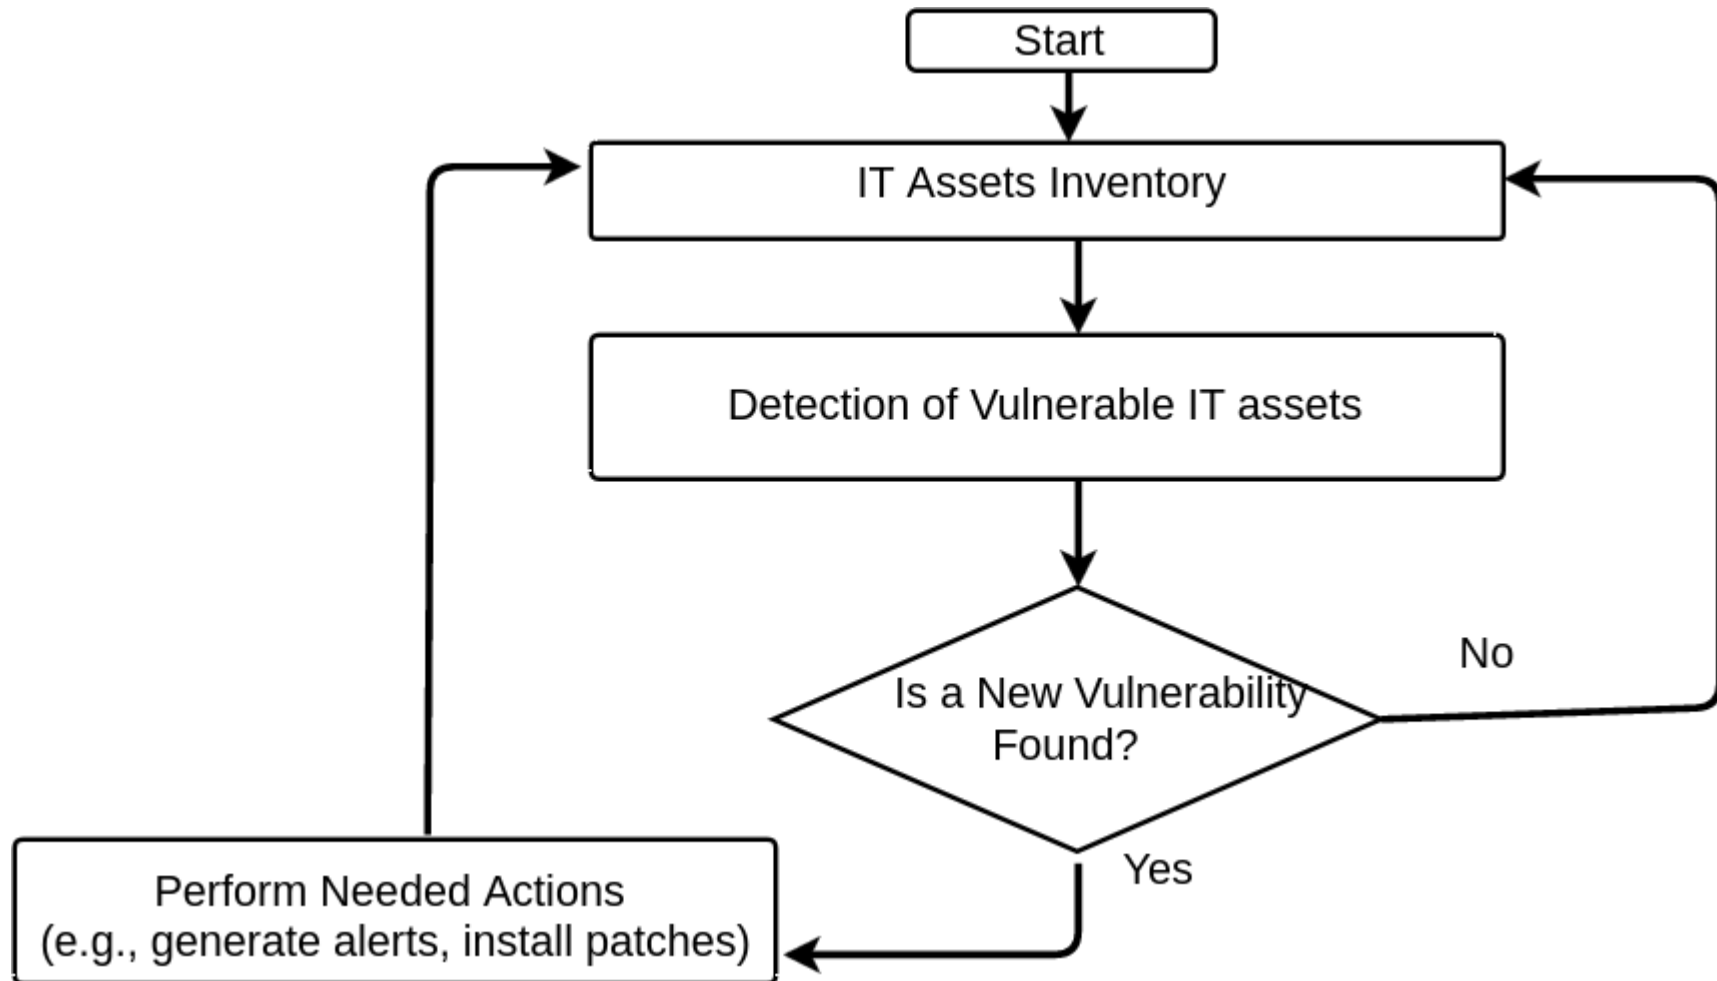 Start
IT Assets Inventory
Detection of Vulnerable IT assets
Is a New Vulnerability
Found?
No
Yes
Perform Needed Actions
(e.g., generate alerts, install patches)